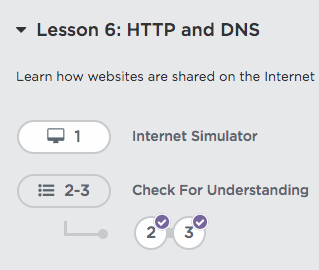 Lesson 6: HTTP and DNS
Learn how websites are shared on the Internet
1 Internet Simulator
2-3 Check For Understanding
2 3